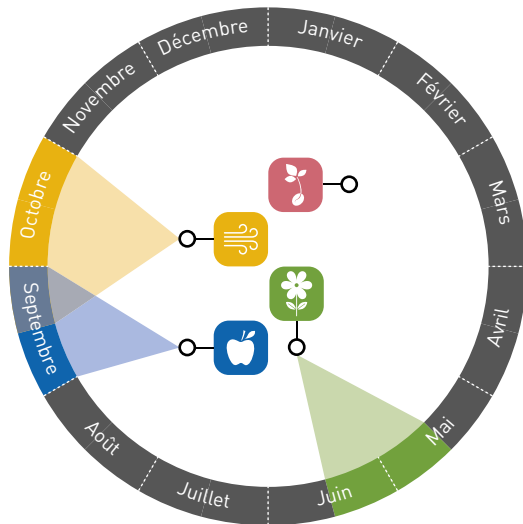 Janvier
Février
Mars
Avril
Mai
Juin
Juillet
Août
Septembre
Octobre
Novembre
Décembre